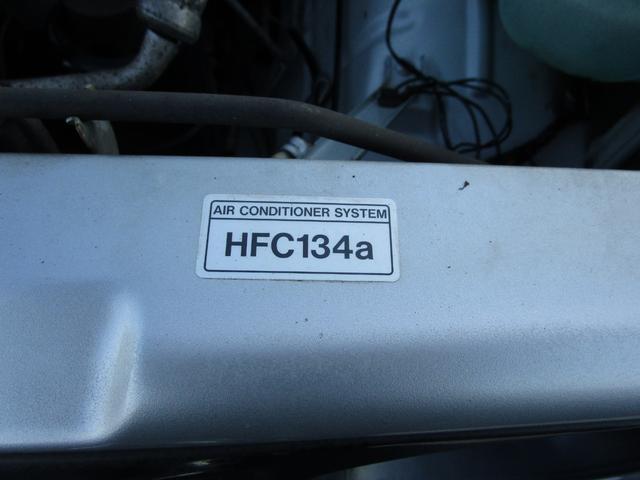 AIR CONDITIONER SYSTEM
HFC134a